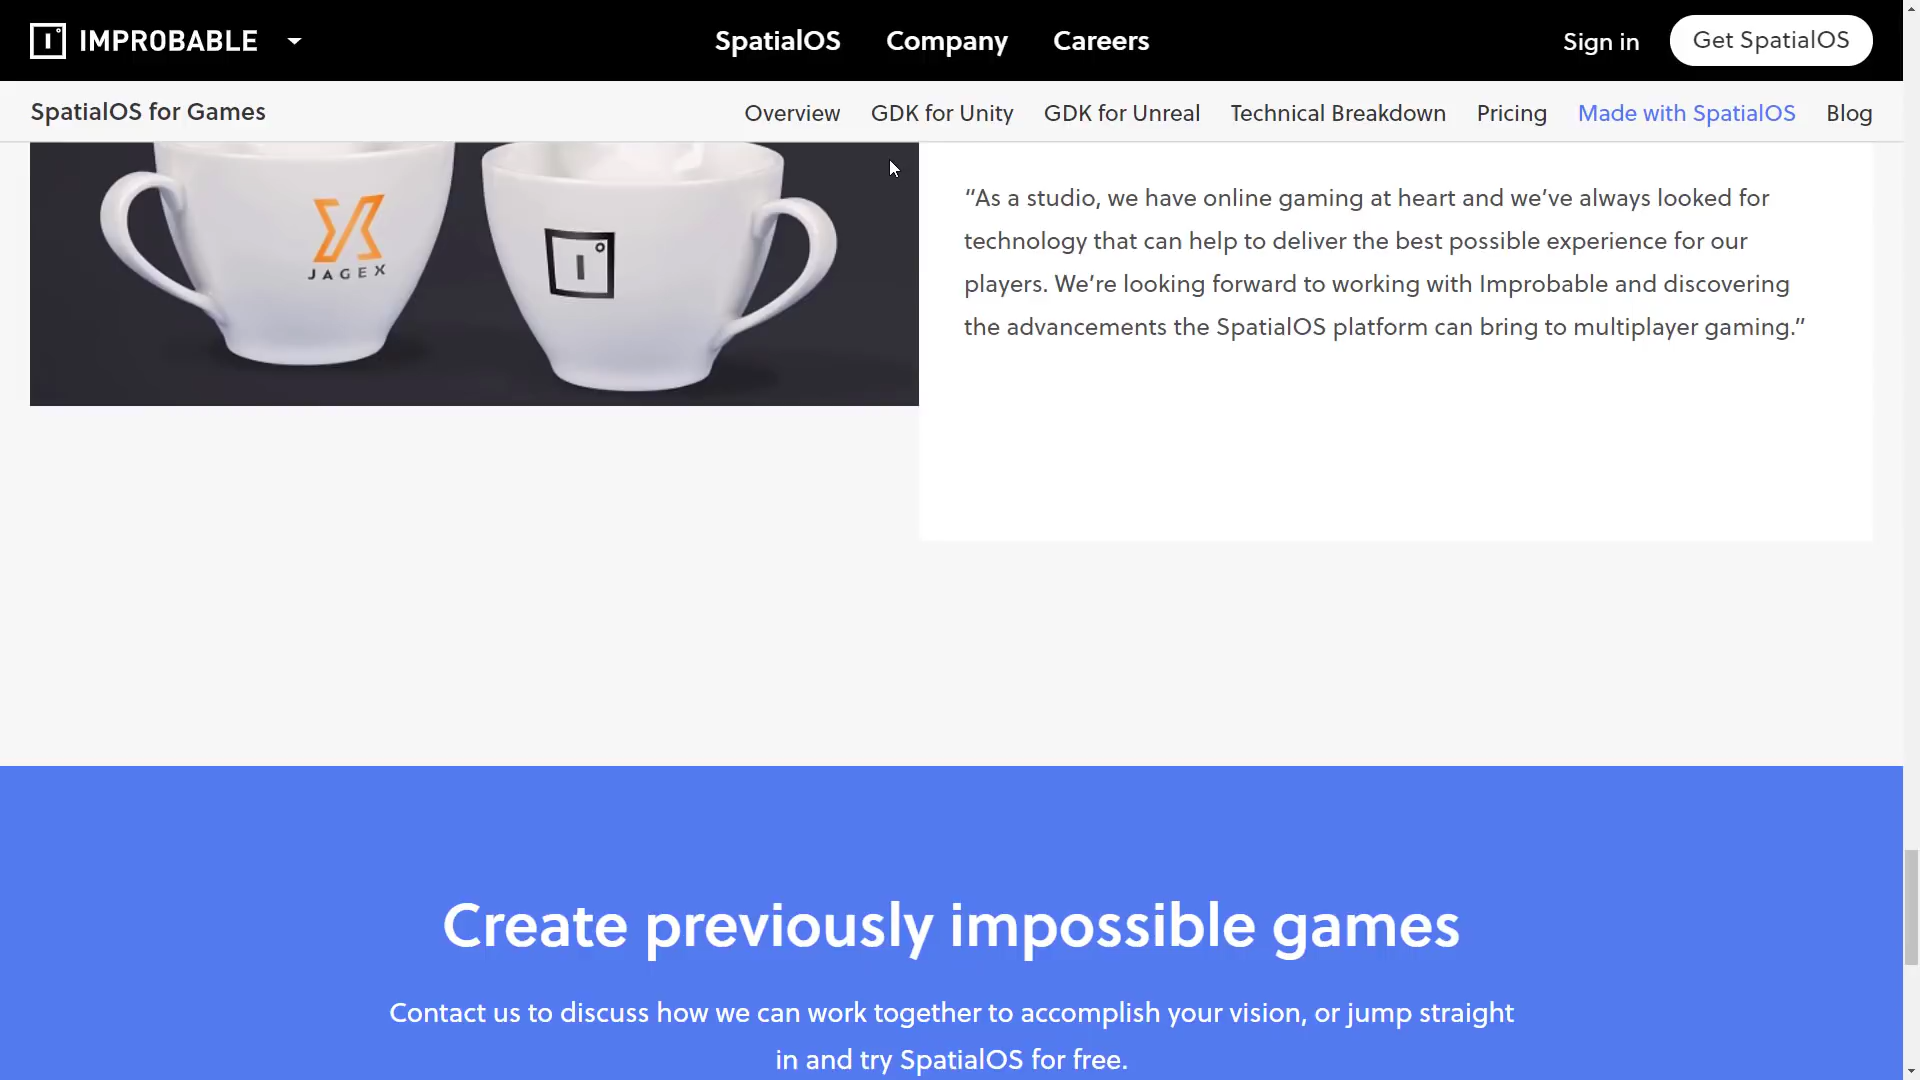 IMPROBABLE
SpatialOS
Company
Careers
Sign in
Get SpatialOS
SpatialOS for Games
Overview
GDK for Unity
GDK for Unreal
Technical Breakdown
Pricing
Made with SpatialOS
Blog
JAGEX
I
“As a studio, we have online gaming at heart and we’ve always looked for
technology that can help to deliver the best possible experience for our
players. We’re looking forward to working with Improbable and discovering
the advancements the SpatialOS platform can bring to multiplayer gaming.”
Create previously impossible games
Contact us to discuss how we can work together to accomplish your vision, or jump straight
in and try SpatialOS for free.